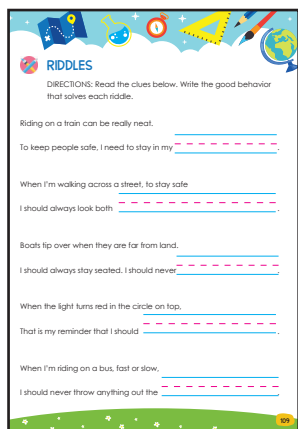 RIDDLES
DIRECTIONS: Read the clues below. Write the good behavior
that solves each riddle.
Riding on a train can be really neat.
To keep people safe, I need to stay in my .
When I'm walking across a street, to stay safe
I should always look both .
Boats tip over when they are far from land.
I should always stay seated. I should never .
When the light turns red in the circle on top,
That is my reminder that I should .
When I'm riding on a bus, fast or slow,
I should never throw anything out the .
109